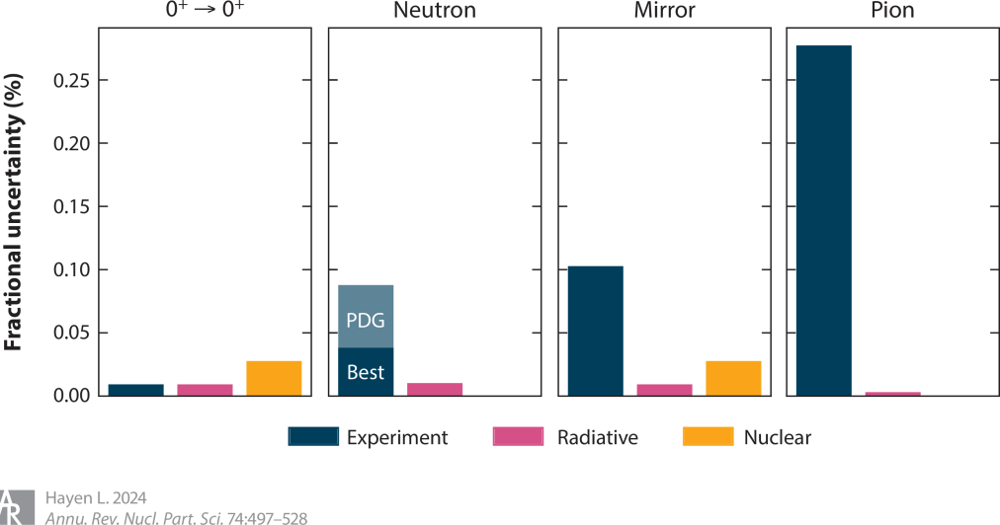 0⁺ → 0⁺
Neutron
Mirror
Pion
Fractional uncertainty (%)
0.25
0.20
0.15
0.10
0.05
0.00
PDG
Best
Experiment
Radiative
Nuclear
AR
Hayen L. 2024
Annu. Rev. Nucl. Part. Sci. 74:497–528